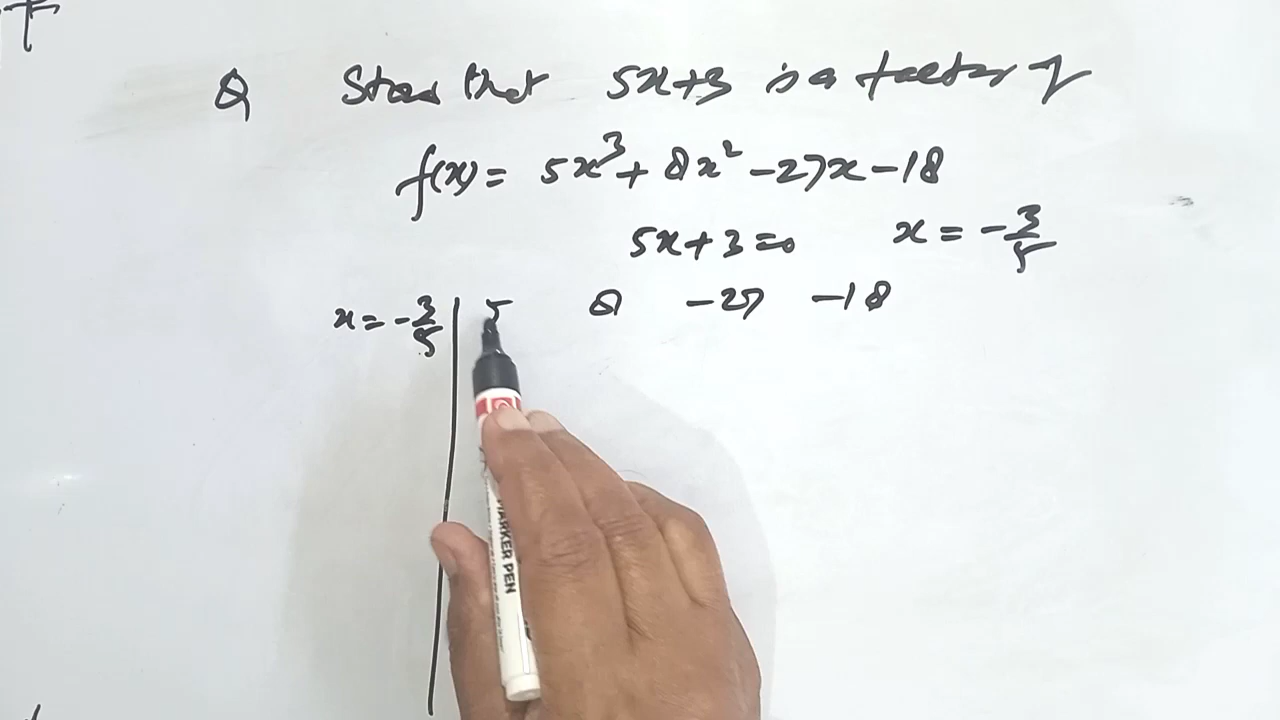 Q Show that 5x+3 is a factor of
f(x) = 5x³ + 8x² - 27x - 18
5x+3=0 x = -3/5
x = -3/5 | 5 8 -27 -18
MARKER PEN